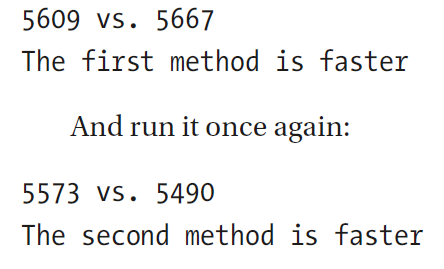 5609 vs. 5667
The first method is faster
And run it once again:
5573 vs. 5490
The second method is faster